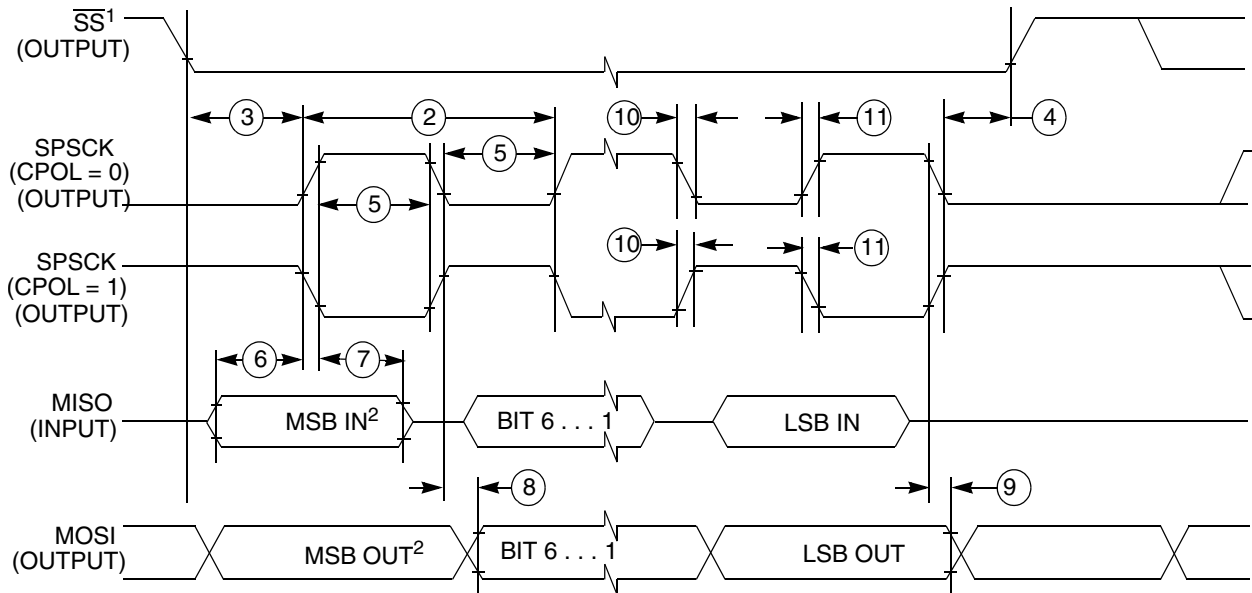 SS¹
(OUTPUT)
3
2
10
11
4
SPSCK
(CPOL = 0)
(OUTPUT)
5
5
SPSCK
(CPOL = 1)
(OUTPUT)
10
11
6
7
MISO
(INPUT)
MSB IN²
BIT 6 . . . 1
LSB IN
8
9
MOSI
(OUTPUT)
MSB OUT²
BIT 6 . . . 1
LSB OUT